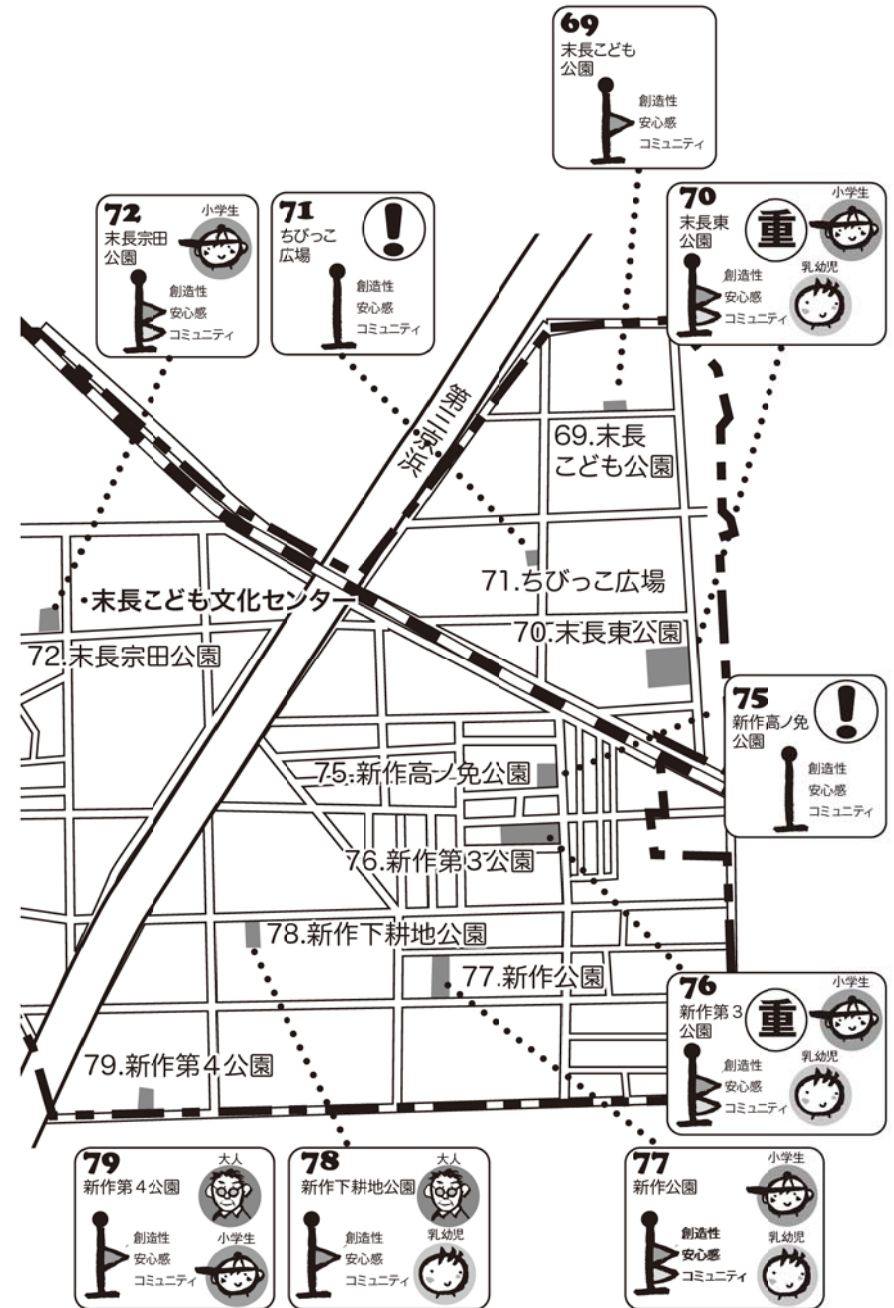 69
末長こども
公園
創造性
安心感
コミュニティ
72
小学生
末長宗田
公園
創造性
安心感
コミュニティ
71
ちびっこ
広場
!
創造性
安心感
コミュニティ
70
小学生
末長東
公園
重
乳幼児
創造性
安心感
コミュニティ
第三京浜
69.末長
こども公園
71.ちびっこ広場
・末長こども文化センター
70.末長東公園
72.末長宗田公園
75
新作高ノ免
公園
!
創造性
安心感
コミュニティ
75.新作高ノ免公園
76.新作第3公園
78.新作下耕地公園
77.新作公園
76
小学生
新作第3
公園
重
乳幼児
創造性
安心感
コミュニティ
79.新作第4公園
79
大人
新作第4公園
創造性
小学生
安心感
コミュニティ
78
大人
新作下耕地公園
創造性
乳幼児
安心感
コミュニティ
77
小学生
新作公園
創造性
乳幼児
安心感
コミュニティ